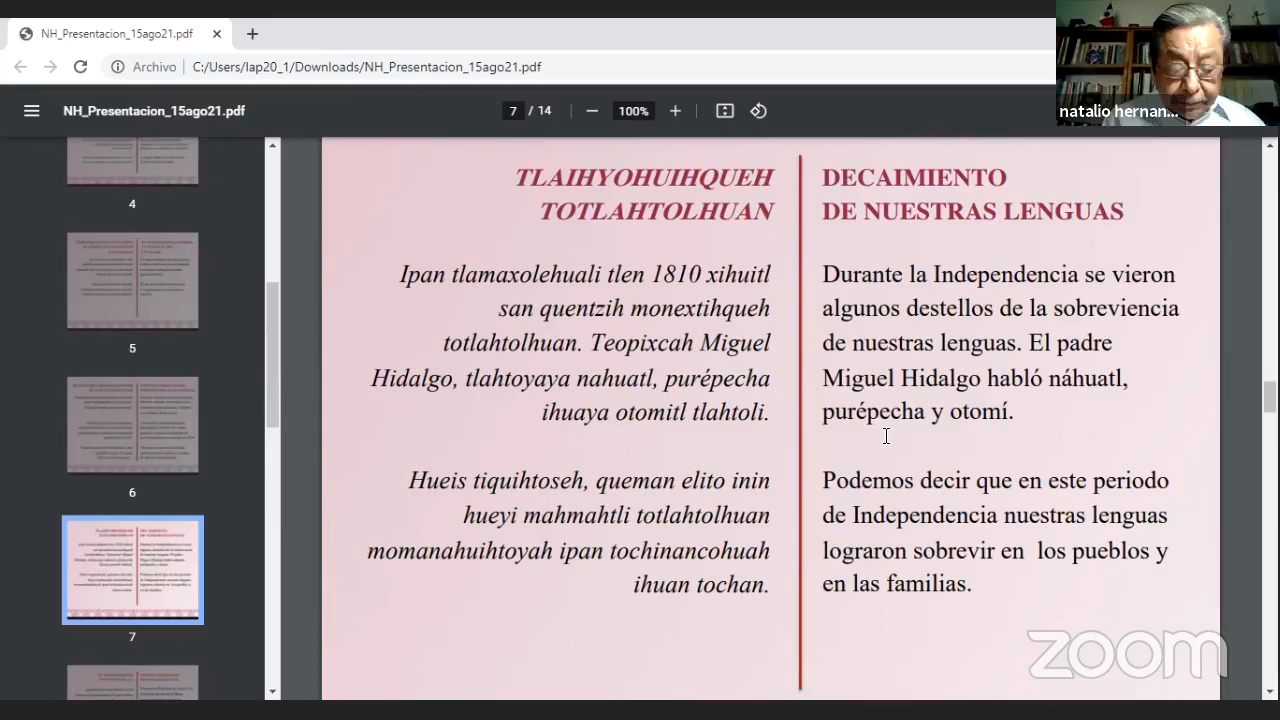 NH_Presentacion_15ago21.pdf
Archivo
C:/Users/lap20_1/Downloads/NH_Presentacion_15ago21.pdf
natalio hernan...
NH_Presentacion_15ago21.pdf
7 / 14
100%
4
5
6
7
TLAIHYOHUIHQUEH
TOTLAHTOLHUAN
Ipan tlamaxolehuali tlen 1810 xihuitl
san quentzih monextihqueh
totlahtolhuan. Teopixcah Miguel
Hidalgo, tlahtoyaya nahuatl, purépecha
ihuaya otomitl tlahtoli.
Hueis tiquihtoseh, queman elito inin
hueyi mahmahtli totlahtolhuan
momanahuihtoyah ipan tochinancohuah
ihuan tochan.
DECAIMIENTO
DE NUESTRAS LENGUAS
Durante la Independencia se vieron
algunos destellos de la sobreviencia
de nuestras lenguas. El padre
Miguel Hidalgo habló náhuatl,
purépecha y otomí.
Podemos decir que en este periodo
de Independencia nuestras lenguas
lograron sobrevir en los pueblos y
en las familias.
zoom